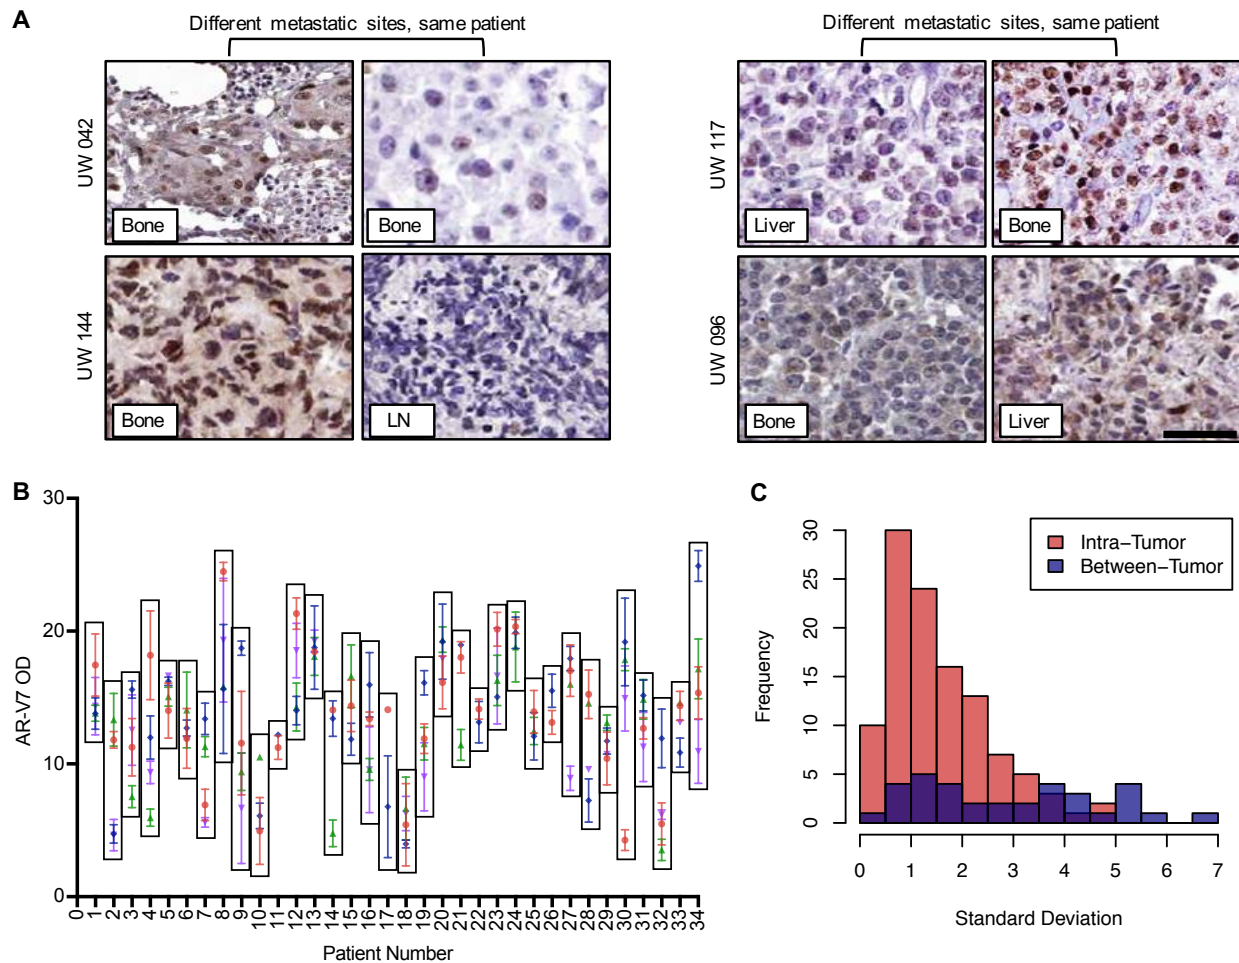 A
Different metastatic sites, same patient
Different metastatic sites, same patient
UW 042
Bone
Bone
UW 117
Liver
Bone
UW 144
Bone
LN
UW 096
Bone
Liver
B
30
20
10
0
AR-V7 OD
0 1 2 3 4 5 6 7 8 9 10 11 12 13 14 15 16 17 18 19 20 21 22 23 24 25 26 27 28 29 30 31 32 33 34
Patient Number
C
Intra-Tumor
Between-Tumor
30
25
20
15
10
5
0
Frequency
0 1 2 3 4 5 6 7
Standard Deviation